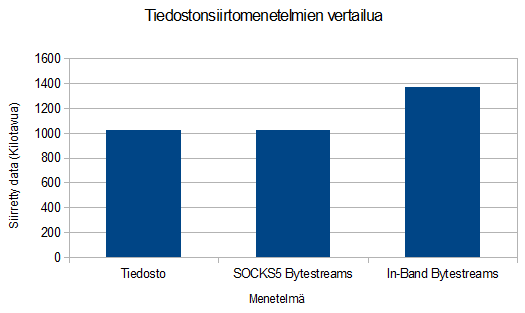 Tiedostonsiirtomenetelmien vertailua
Siirretty data (Kilotavua)
1600
1400
1200
1000
800
600
400
200
0
Tiedosto SOCKS5 Bytestreams In-Band Bytestreams
Menetelmä